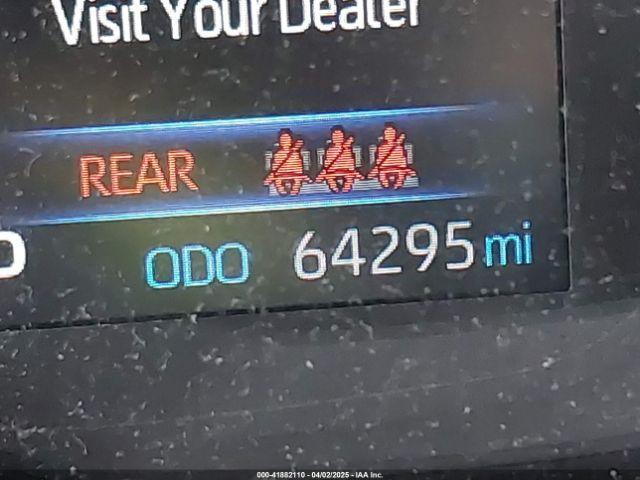 Visit Your Dealer
REAR
ODO 64295 mi
000-41882110 - 04/02/2025 - IAA Inc.